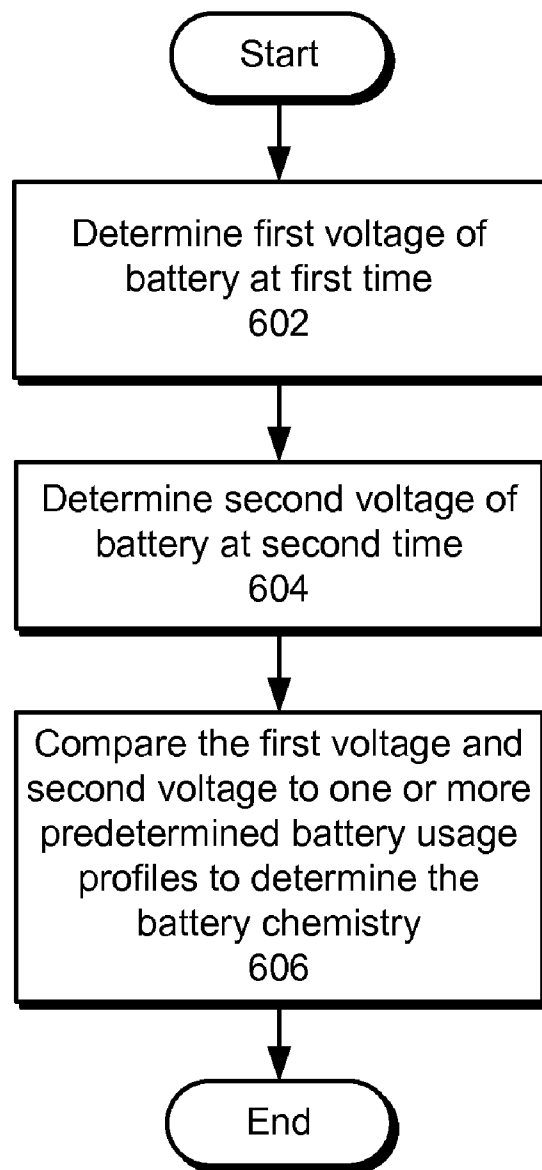 Start
Determine first voltage of
battery at first time
602
Determine second voltage of
battery at second time
604
Compare the first voltage and
second voltage to one or more
predetermined battery usage
profiles to determine the
battery chemistry
606
End